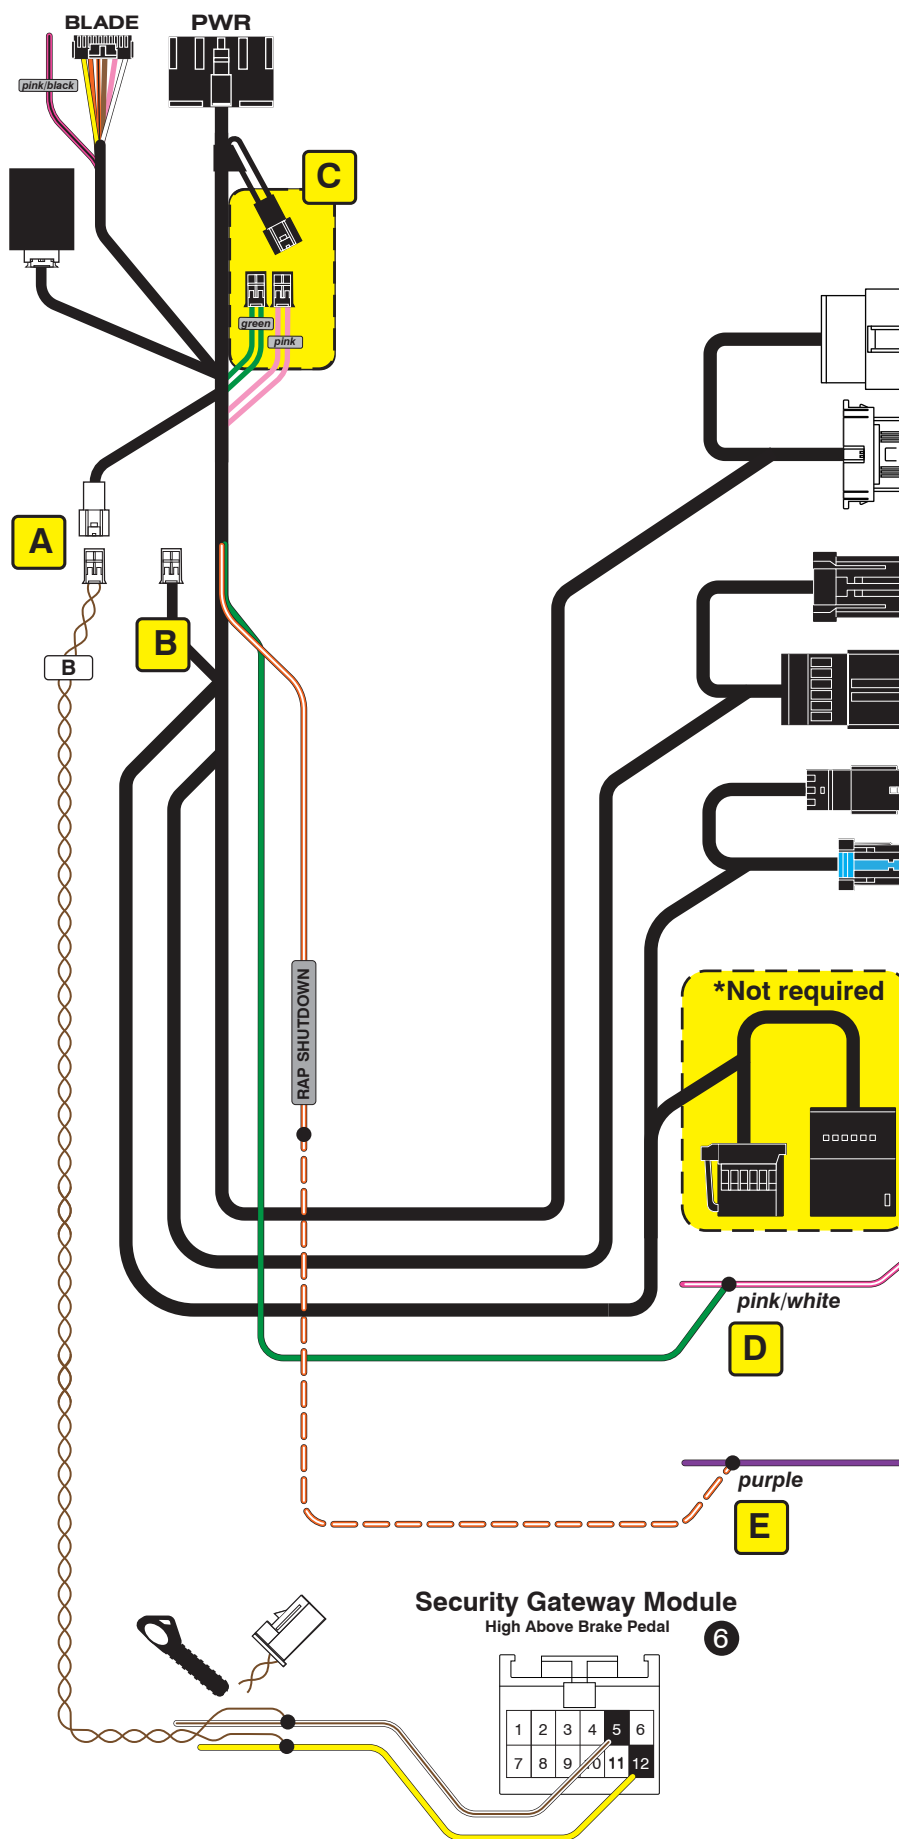 BLADE
PWR
pink/black
C
green
pink
A
B
B
RAP SHUTDOWN
*Not required
pink/white
D
purple
E
Security Gateway Module
High Above Brake Pedal
6
1 2 3 4 5 6
7 8 9 10 11 12